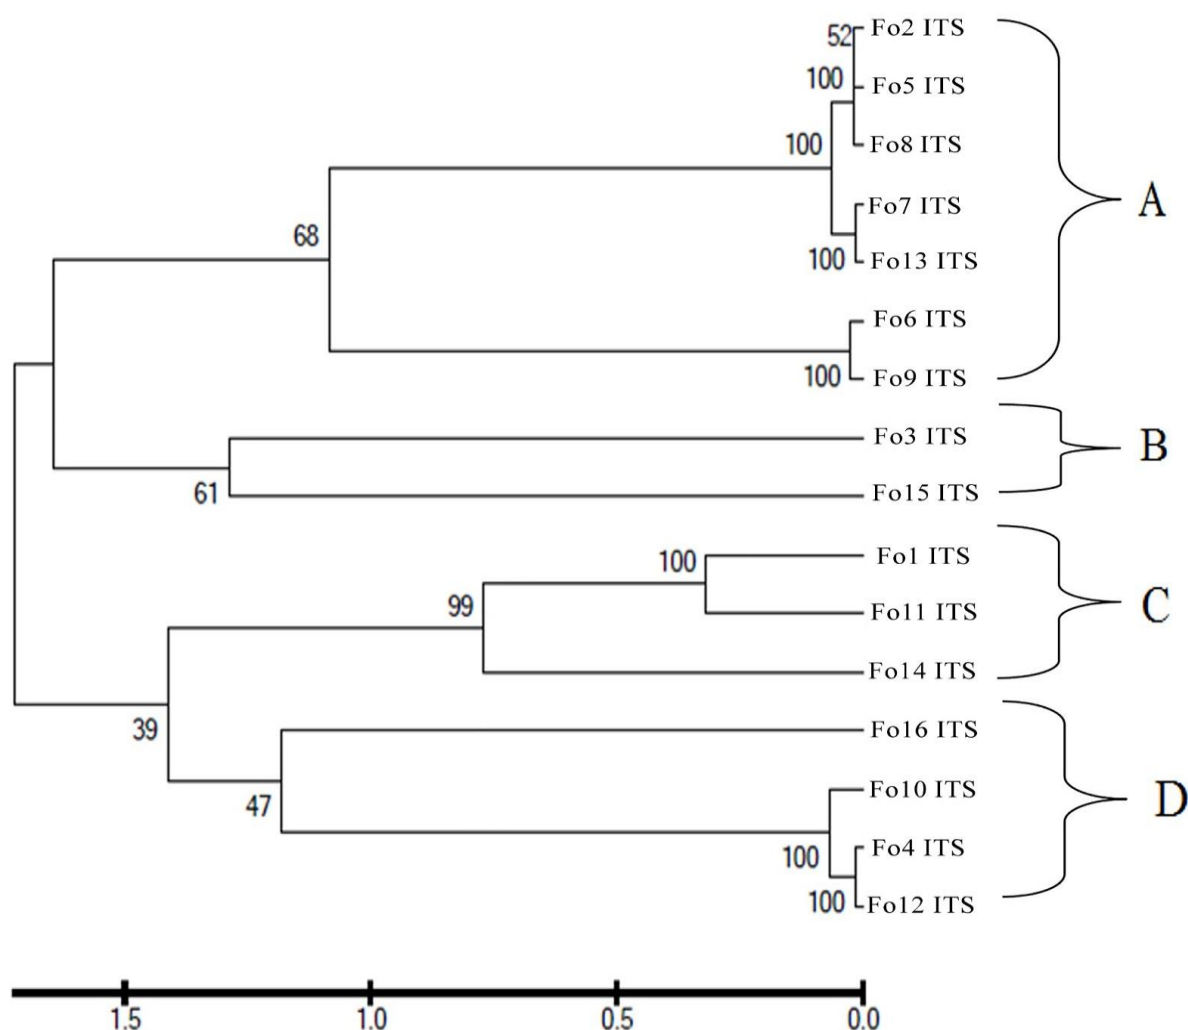 52
Fo2 ITS
100
Fo5 ITS
100
Fo8 ITS
Fo7 ITS
A
68
100
Fo13 ITS
Fo6 ITS
100
Fo9 ITS
Fo3 ITS
B
61
Fo15 ITS
100
Fo1 ITS
99
Fo11 ITS
C
Fo14 ITS
39
Fo16 ITS
47
Fo10 ITS
D
100
Fo4 ITS
100
Fo12 ITS
1.5 1.0 0.5 0.0